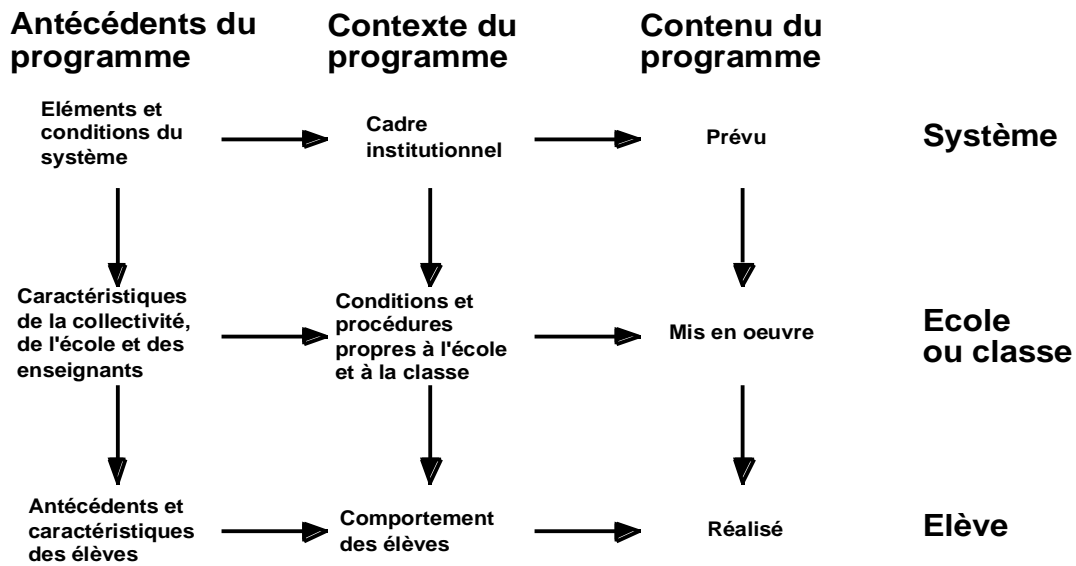 Antécédents du
programme
Contexte du
programme
Contenu du
programme
Eléments et
conditions du
système
Cadre
institutionnel
Prévu
Système
Caractéristiques
de la collectivité,
de l'école et des
enseignants
Conditions et
procédures
propres à l'école
et à la classe
Mis en oeuvre
Ecole
ou classe
Antécédents et
caractéristiques
des élèves
Comportement
des élèves
Réalisé
Elève